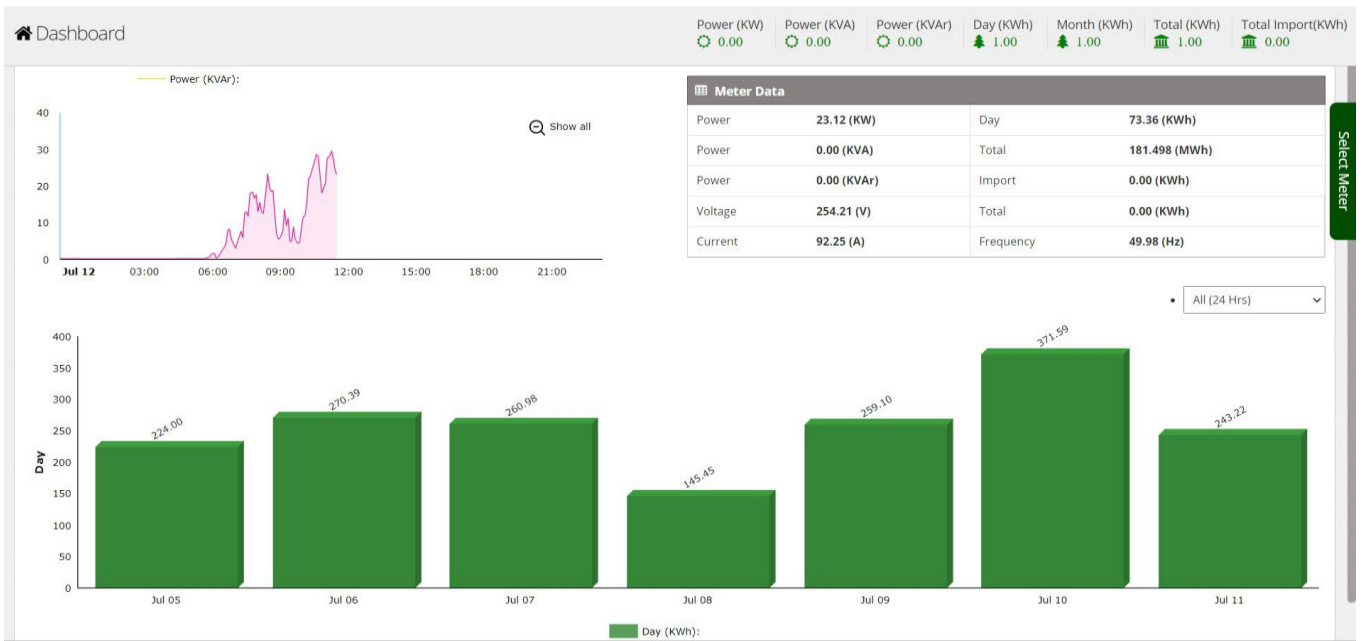 Dashboard
Power (KW) Power (KVA) Power (KVAr) Day (KWh) Month (KWh) Total (KWh) Total Import(KWh)
0.00 0.00 0.00 1.00 1.00 1.00 0.00
Power (KVAr):
Show all
40
30
20
10
0
Jul 12 03:00 06:00 09:00 12:00 15:00 18:00 21:00
Meter Data
Power 23.12 (KW) Day 73.36 (KWh)
Power 0.00 (KVA) Total 181.498 (MWh)
Power 0.00 (KVAr) Import 0.00 (KWh)
Voltage 254.21 (V) Total 0.00 (KWh)
Current 92.25 (A) Frequency 49.98 (Hz)
Select Meter
All (24 Hrs)
Day
400
350
300
250
200
150
100
50
0
224.00 270.39 260.98 145.45 259.10 371.59 243.22
Jul 05 Jul 06 Jul 07 Jul 08 Jul 09 Jul 10 Jul 11
Day (KWh):